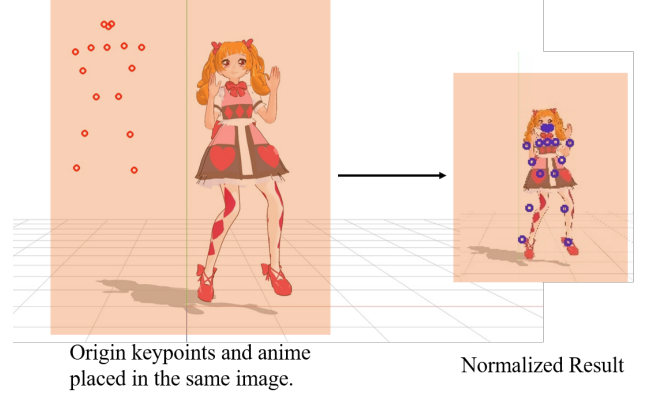 Origin keypoints and anime
placed in the same image.
Normalized Result